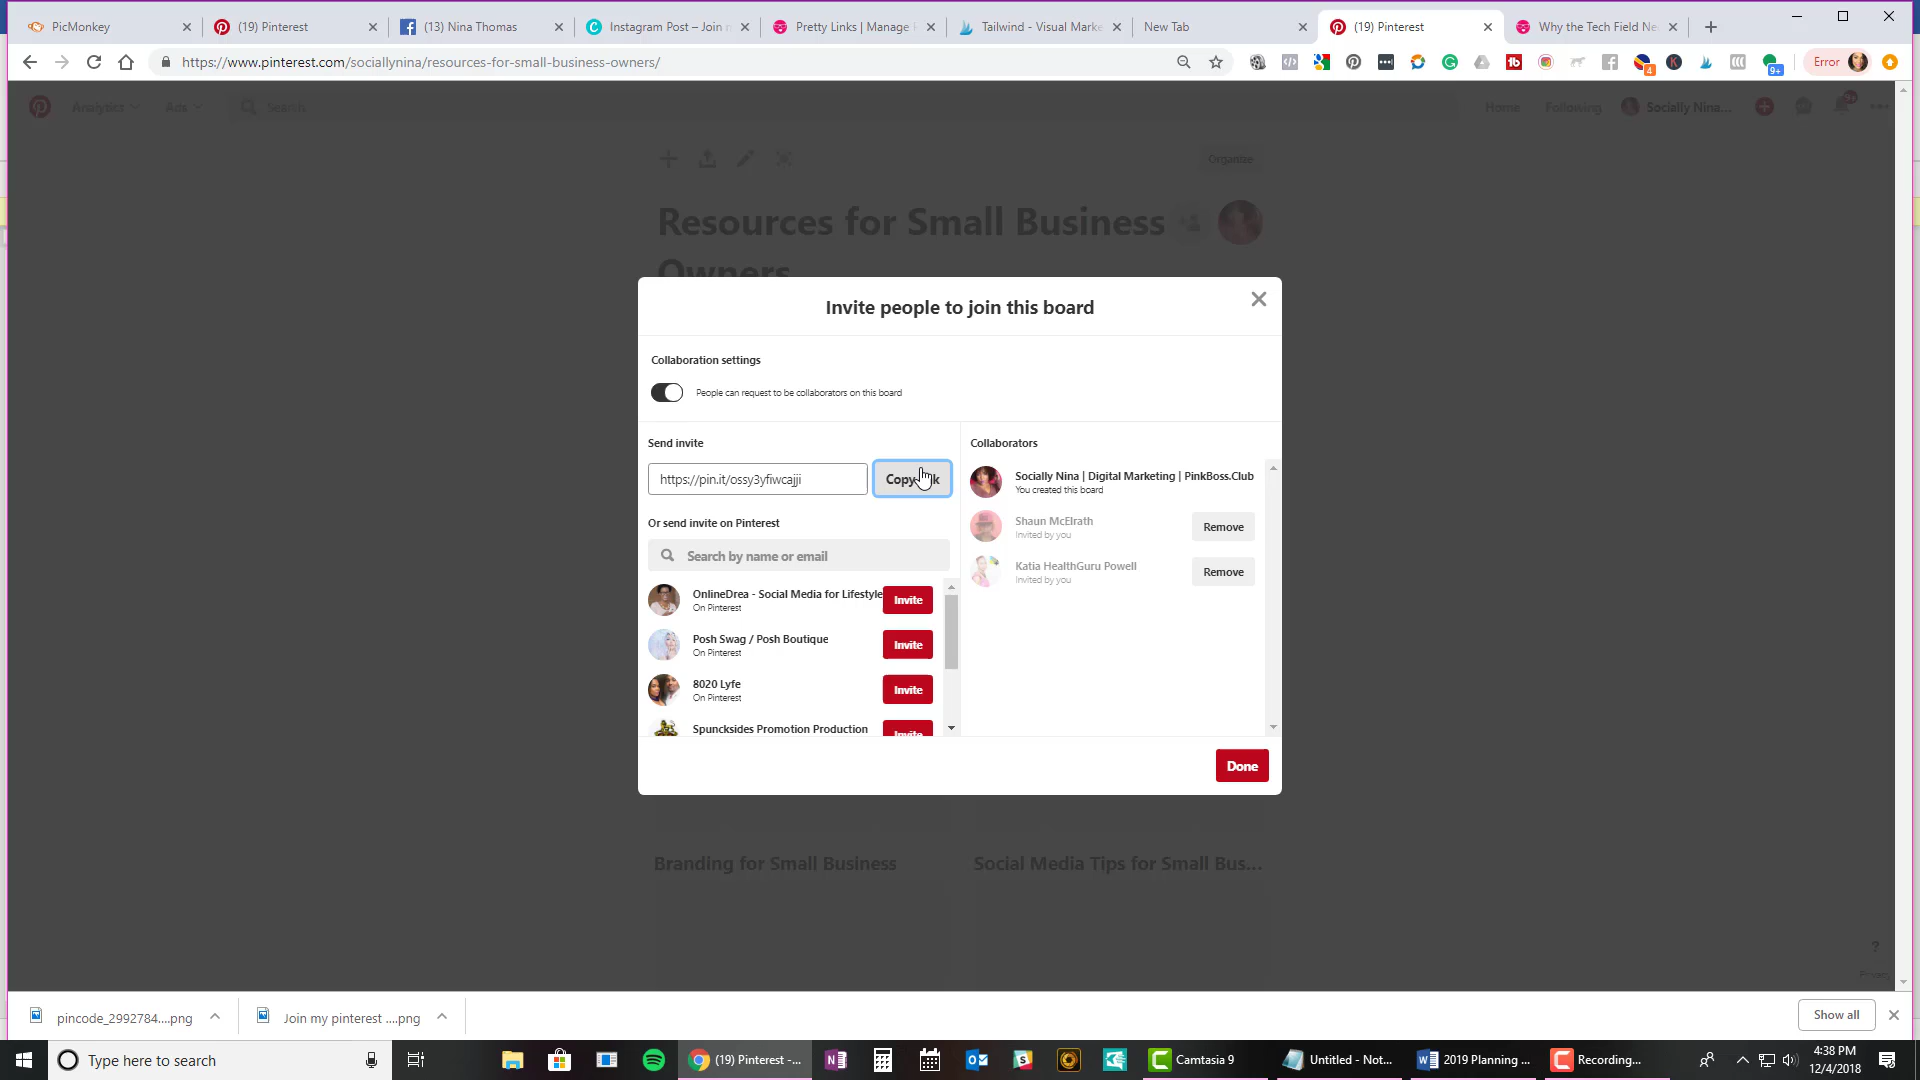 PicMonkey
(19) Pinterest
(13) Nina Thomas
Instagram Post – Join m
Pretty Links | Manage
Tailwind - Visual Marke
New Tab
(19) Pinterest
Why the Tech Field Ne
https://www.pinterest.com/sociallynina/resources-for-small-business-owners/
4
9+
Error
Analytics
Ads
Search
Home
Following
Socially Nina...
Organize
Resources for Small Business
Owners
Invite people to join this board
Collaboration settings
People can request to be collaborators on this board
Send invite
https://pin.it/ossy3yfiwcajji
Or send invite on Pinterest
Search by name or email
OnlineDrea - Social Media for Lifestyle
On Pinterest
Invite
Posh Swag / Posh Boutique
On Pinterest
Invite
8020 Lyfe
On Pinterest
Invite
Spuncksides Promotion Production
Invite
Collaborators
Socially Nina | Digital Marketing | PinkBoss.Club
You created this board
Shaun McElrath
Invited by you
Remove
Katia HealthGuru Powell
Invited by you
Remove
Done
Branding for Small Business
Social Media Tips for Small Bus...
?
Privacy
pincode_2992784....png
Join my pinterest ....png
Show all
Type here to search
(19) Pinterest -...
Camtasia 9
Untitled - Not...
2019 Planning ...
Recording...
4:38 PM
12/4/2018